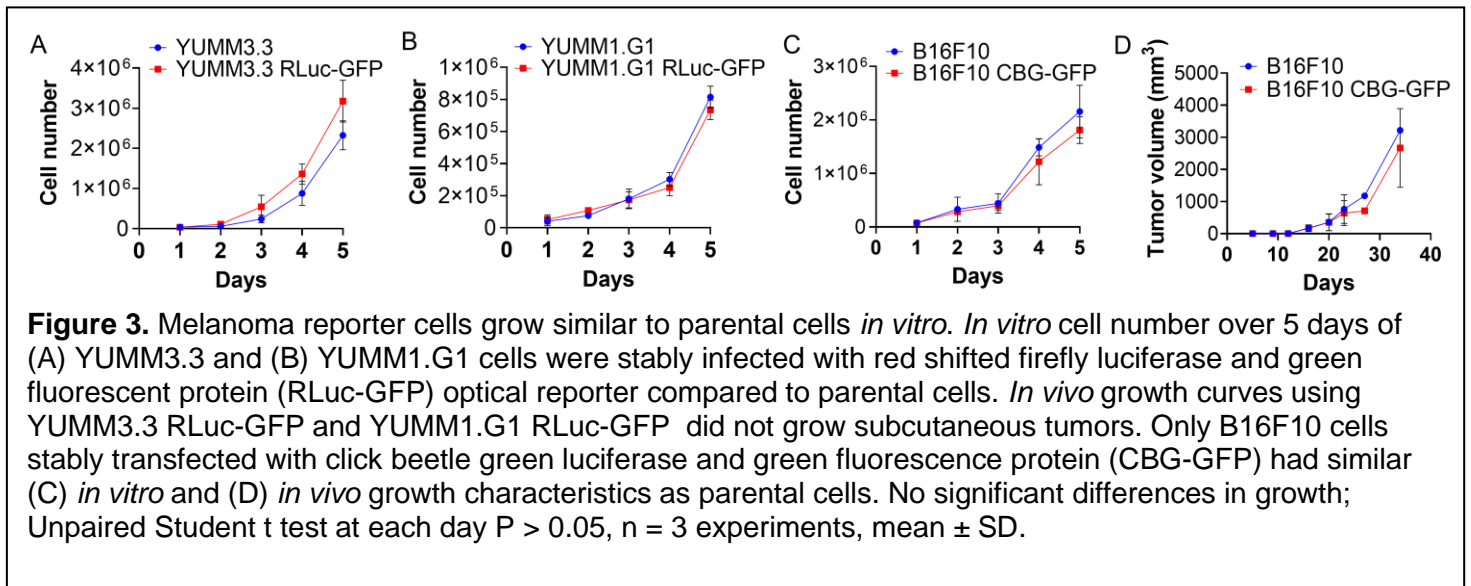 A
YUMM3.3
YUMM3.3 RLuc-GFP
4×10⁶
3×10⁶
2×10⁶
1×10⁶
0
Cell number
0 1 2 3 4 5
Days
B
YUMM1.G1
YUMM1.G1 RLuc-GFP
1×10⁶
8×10⁵
6×10⁵
4×10⁵
2×10⁵
0
Cell number
0 1 2 3 4 5
Days
C
B16F10
B16F10 CBG-GFP
3×10⁶
2×10⁶
1×10⁶
0
Cell number
0 1 2 3 4 5
Days
D
B16F10
B16F10 CBG-GFP
5000
4000
3000
2000
1000
0
Tumor volume (mm³)
0 10 20 30 40
Days
Figure 3. Melanoma reporter cells grow similar to parental cells in vitro. In vitro cell number over 5 days of
(A) YUMM3.3 and (B) YUMM1.G1 cells were stably infected with red shifted firefly luciferase and green
fluorescent protein (RLuc-GFP) optical reporter compared to parental cells. In vivo growth curves using
YUMM3.3 RLuc-GFP and YUMM1.G1 RLuc-GFP did not grow subcutaneous tumors. Only B16F10 cells
stably transfected with click beetle green luciferase and green fluorescence protein (CBG-GFP) had similar
(C) in vitro and (D) in vivo growth characteristics as parental cells. No significant differences in growth;
Unpaired Student t test at each day P > 0.05, n = 3 experiments, mean ± SD.